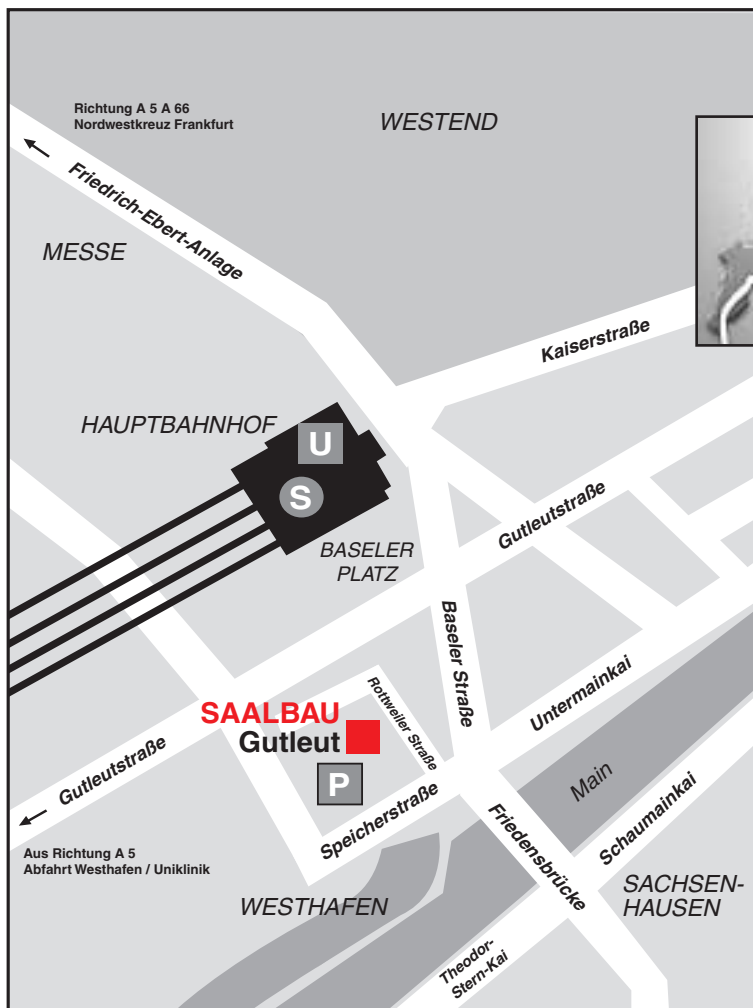 Richtung A 5 A 66
Nordwestkreuz Frankfurt
WESTEND
Friedrich-Ebert-Anlage
MESSE
Kaiserstraße
HAUPTBAHNHOF
U
S
Gutleutstraße
BASELER
PLATZ
Baseler Straße
Rottweiler Straße
Untermainkai
SAALBAU
Gutleut
P
Gutleutstraße
Speicherstraße
Main
Friedensbrücke
Schaumainkai
Aus Richtung A 5
Abfahrt Westhafen / Uniklinik
WESTHAFEN
SACHSEN-
HAUSEN
Theodor-
Stern-Kai